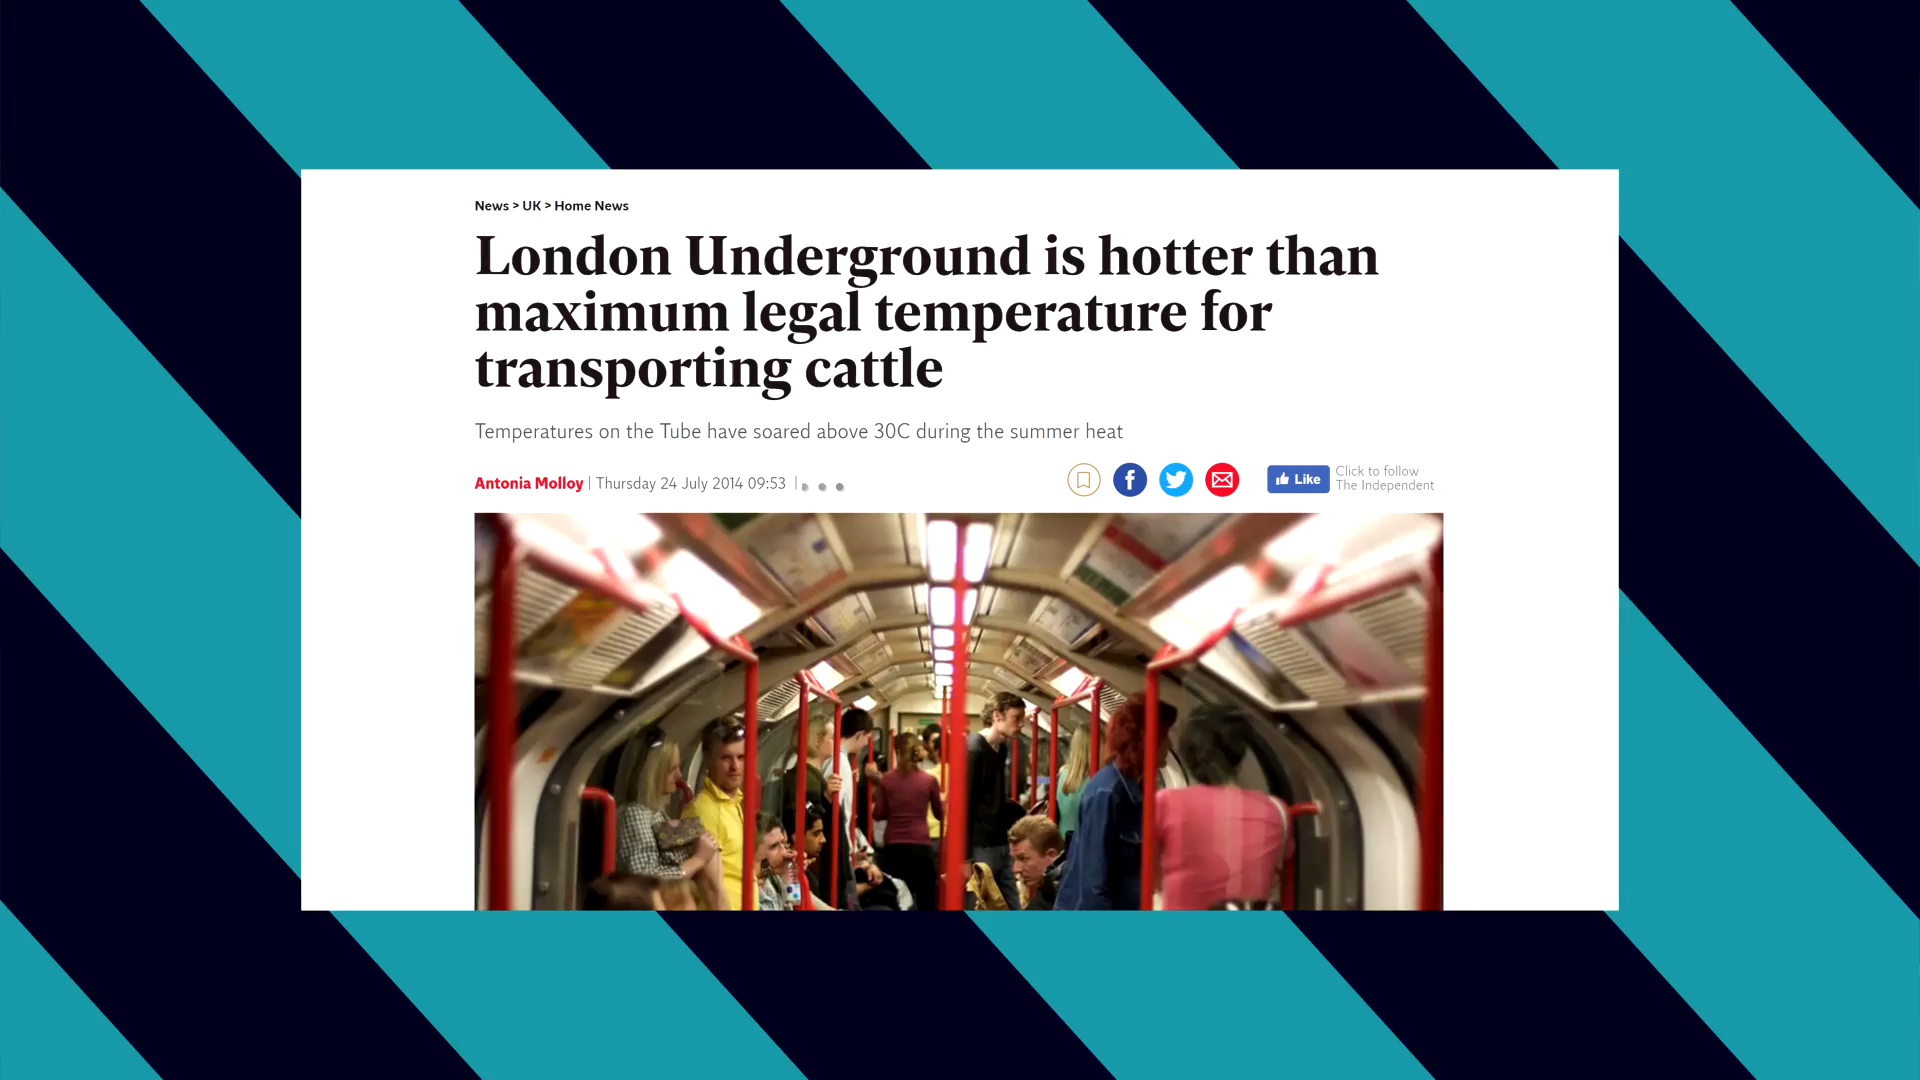 News > UK > Home News
London Underground is hotter than
maximum legal temperature for
transporting cattle
Temperatures on the Tube have soared above 30C during the summer heat
Antonia Molloy | Thursday 24 July 2014 09:53 |
Like
Click to follow
The Independent